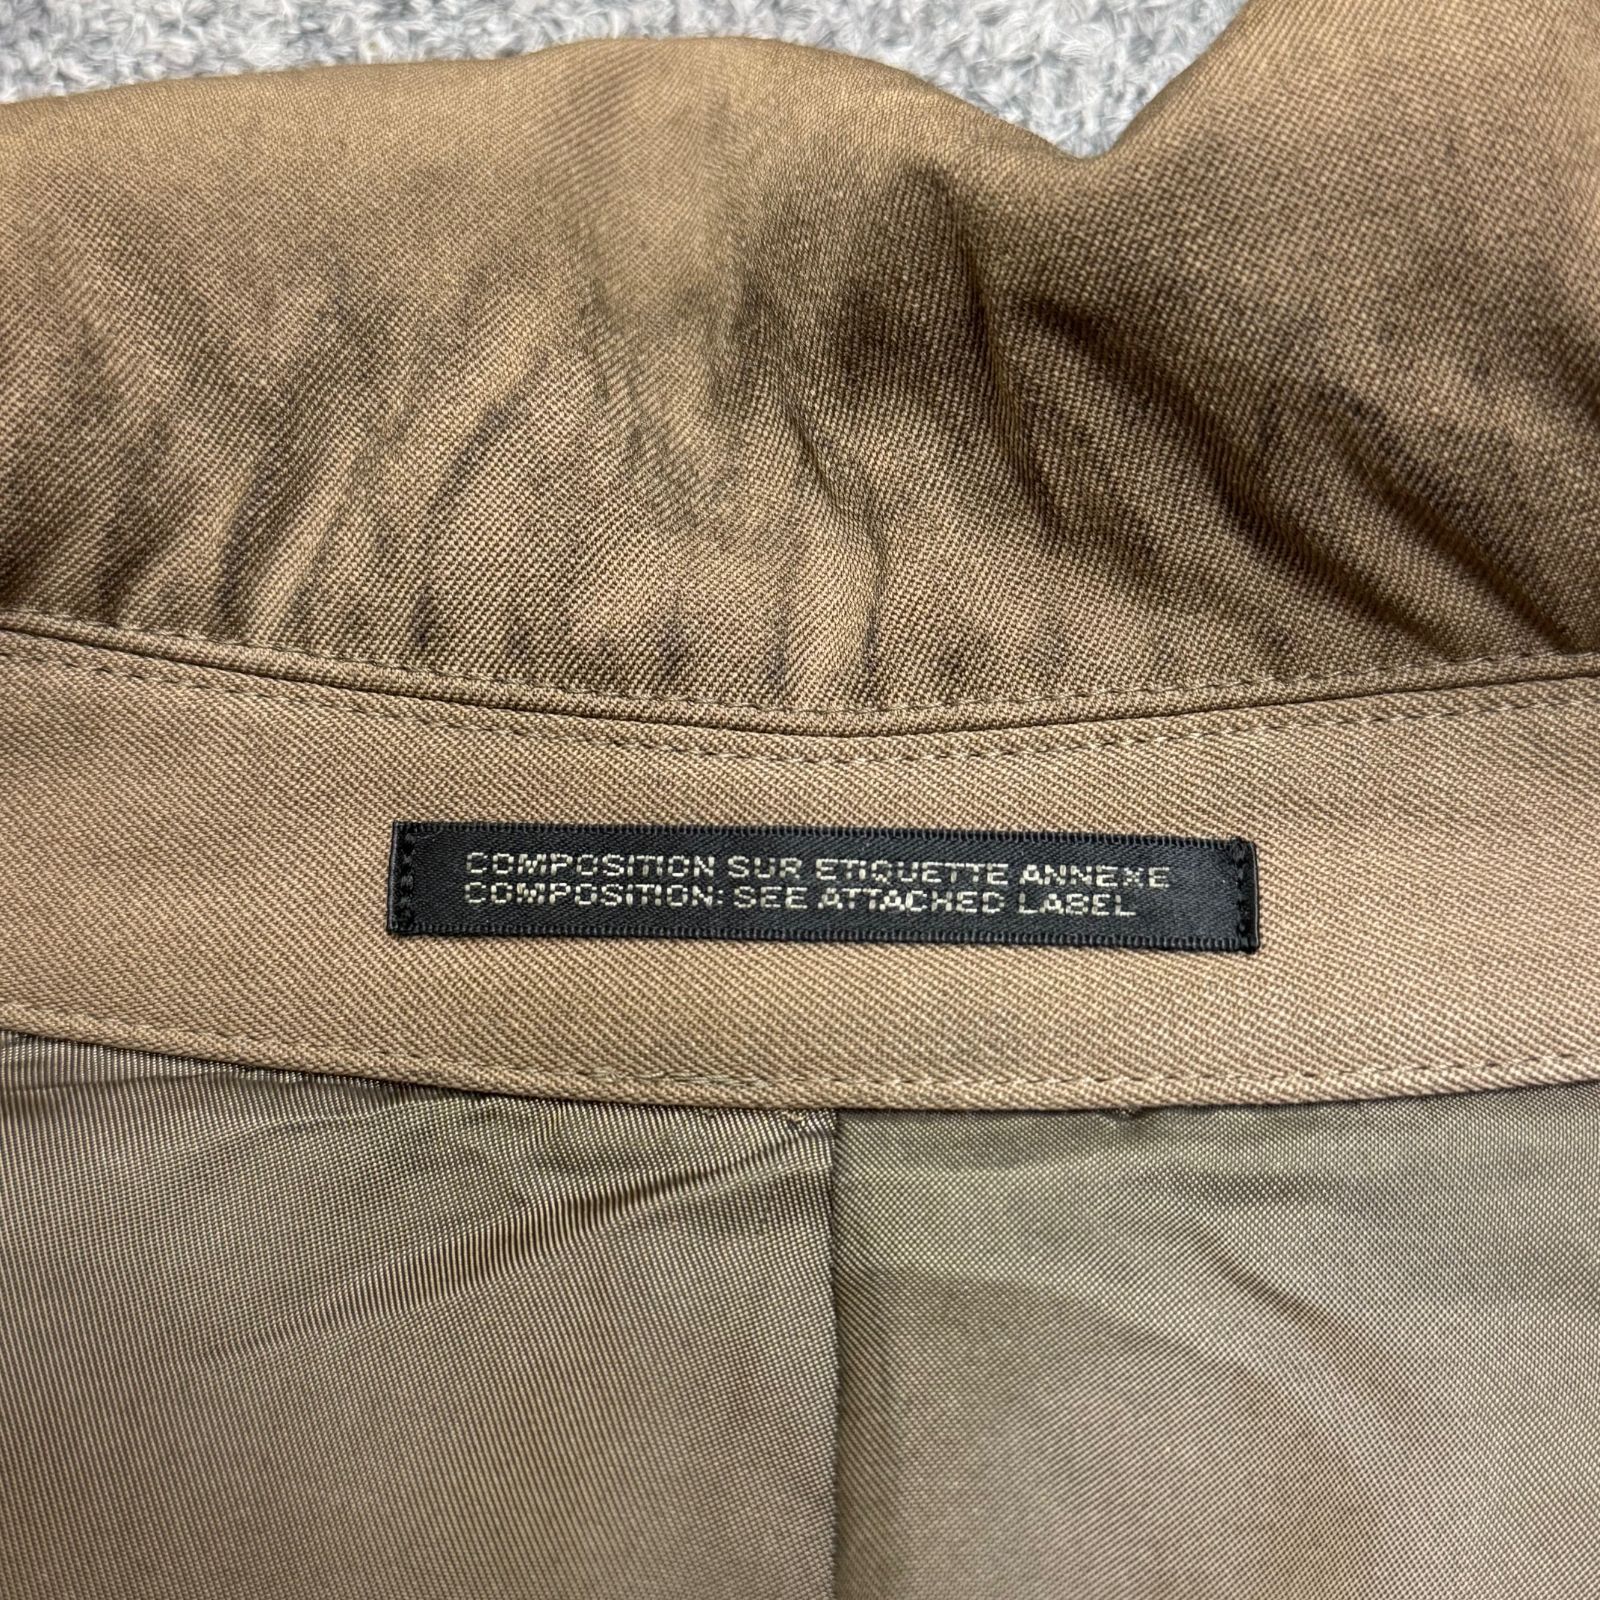 COMPOSITION SUR ETIQUETTE ANNEXE
COMPOSITION: SEE ATTACHED LABEL